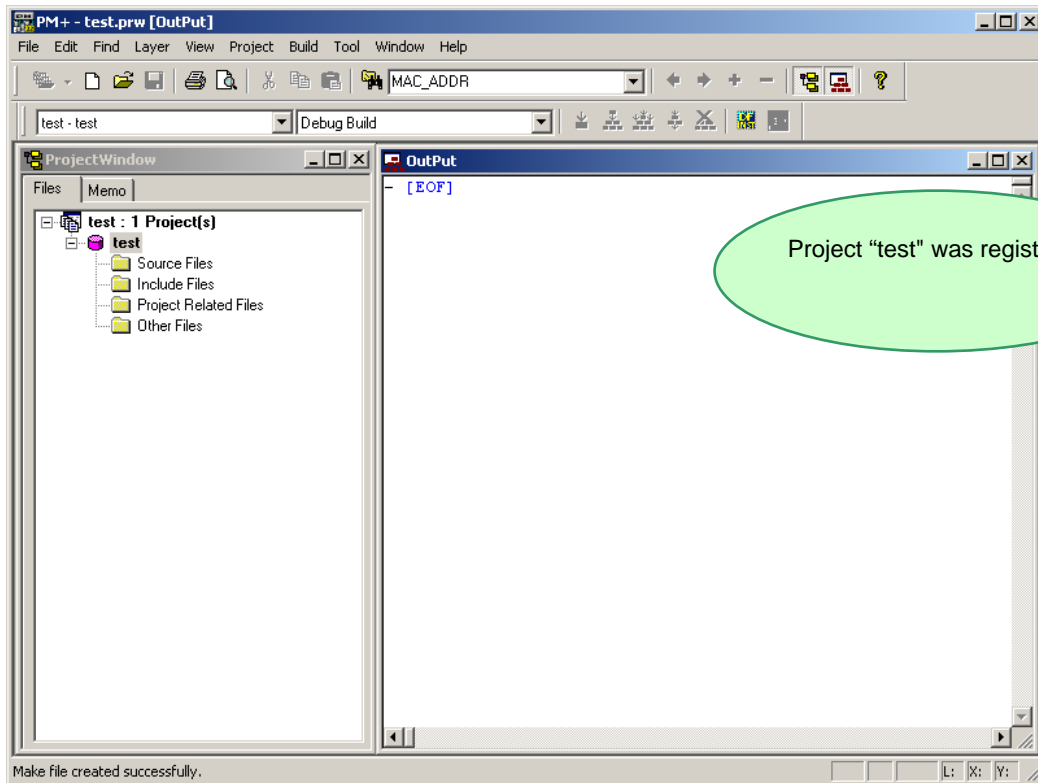 PM+ - test.prw [OutPut]
File Edit Find Layer View Project Build Tool Window Help
MAC_ADDR
test - test
Debug Build
ProjectWindow
Files Memo
test : 1 Project(s)
test
Source Files
Include Files
Project Related Files
Other Files
OutPut
[EOF]
Project “test" was regist
Make file created successfully.
L: X: Y: